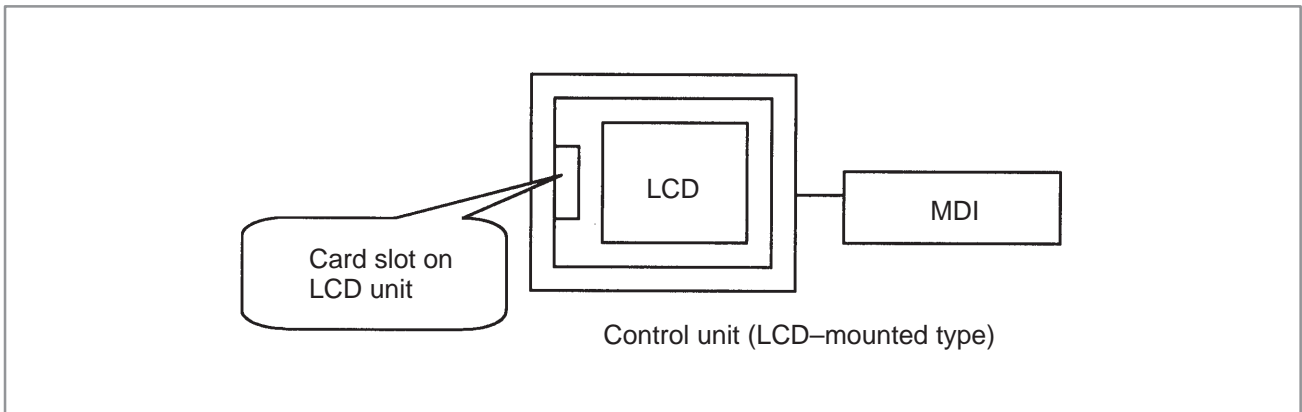 LCD
MDI
Card slot on
LCD unit
Control unit (LCD–mounted type)